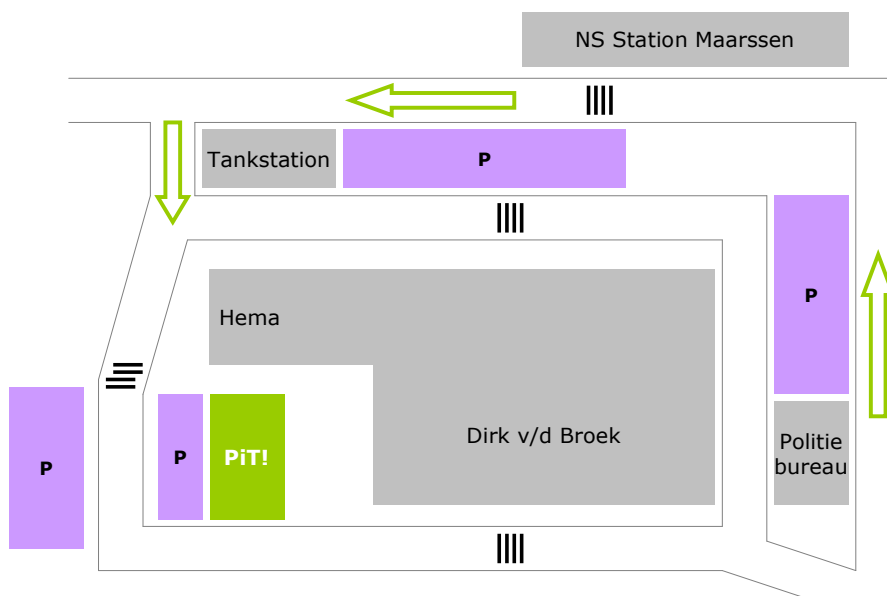 NS Station Maarssen
Tankstation
P
P
Hema
Dirk v/d Broek
Politie
bureau
P
P
PiT!